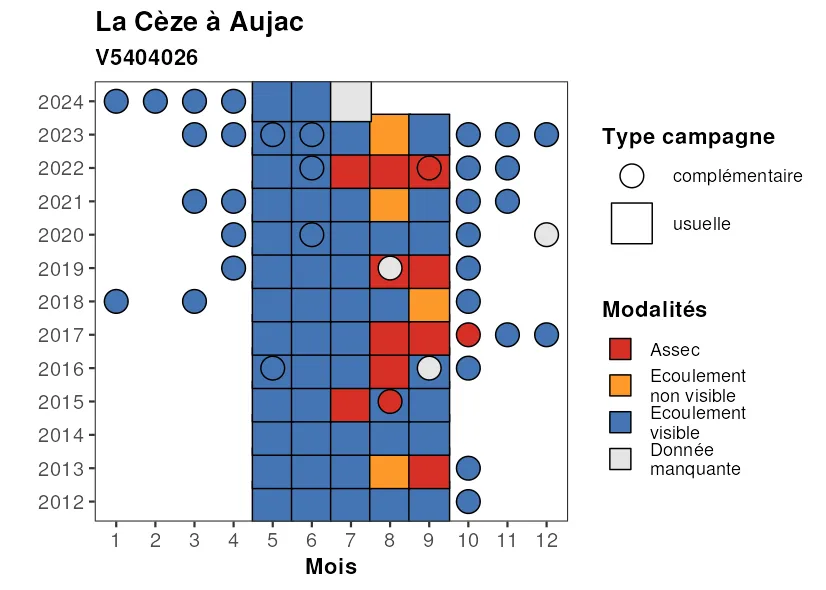 La Cèze à Aujac
V5404026
2024
2023
2022
2021
2020
2019
2018
2017
2016
2015
2014
2013
2012
1 2 3 4 5 6 7 8 9 10 11 12
Mois
Type campagne
complémentaire
usuelle
Modalités
Assec
Ecoulement
non visible
Ecoulement
visible
Donnée
manquante